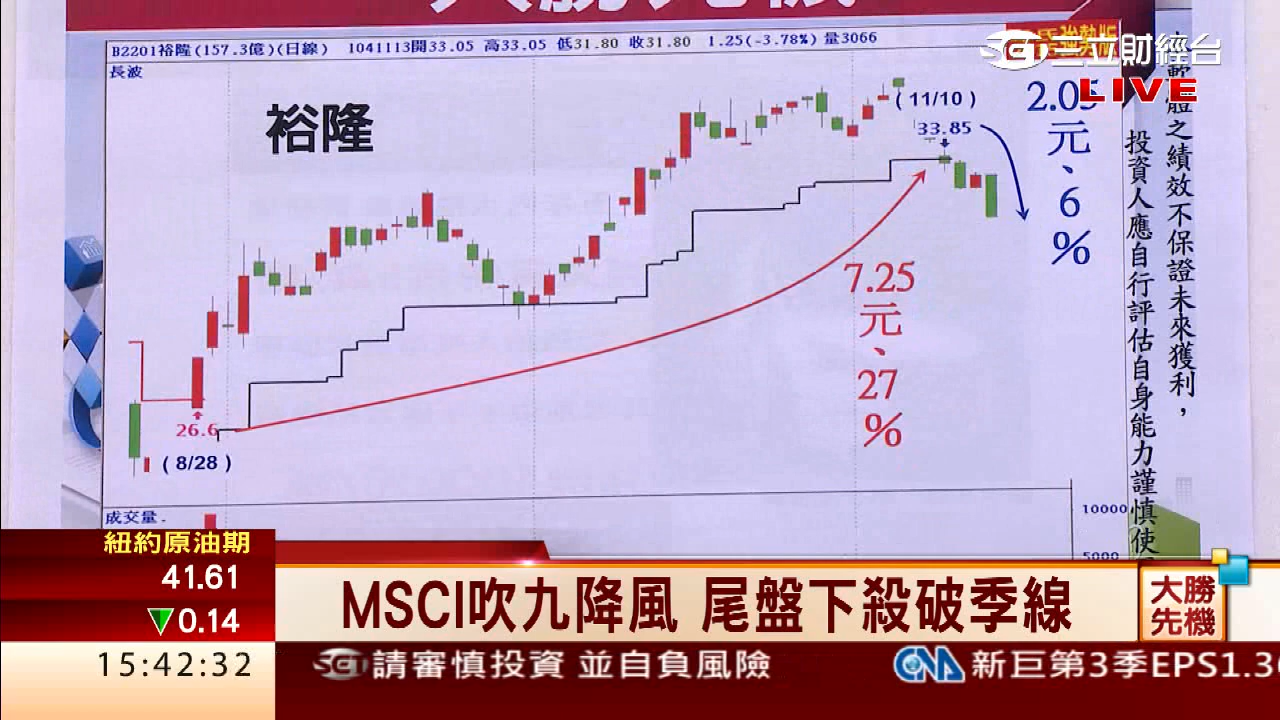 B2201裕隆(157.3億)(日線) 1041113開33.05 高33.05 低31.80 收31.80 1.25(-3.78%) 量3066
長波
裕隆
三立財經台
LIVE
(11/10)
33.85
2.05
元、6
%
7.25
元、
27
%
26.6
(8/28)
成交量
10000
5000
軟體之績效不保證未來獲利，
投資人應自行評估自身能力謹慎使
紐約原油期
41.61
▼0.14
15:42:32
MSCI吹九降風 尾盤下殺破季線
大勝
先機
請審慎投資 並自負風險
CNA 新巨第3季EPS1.3